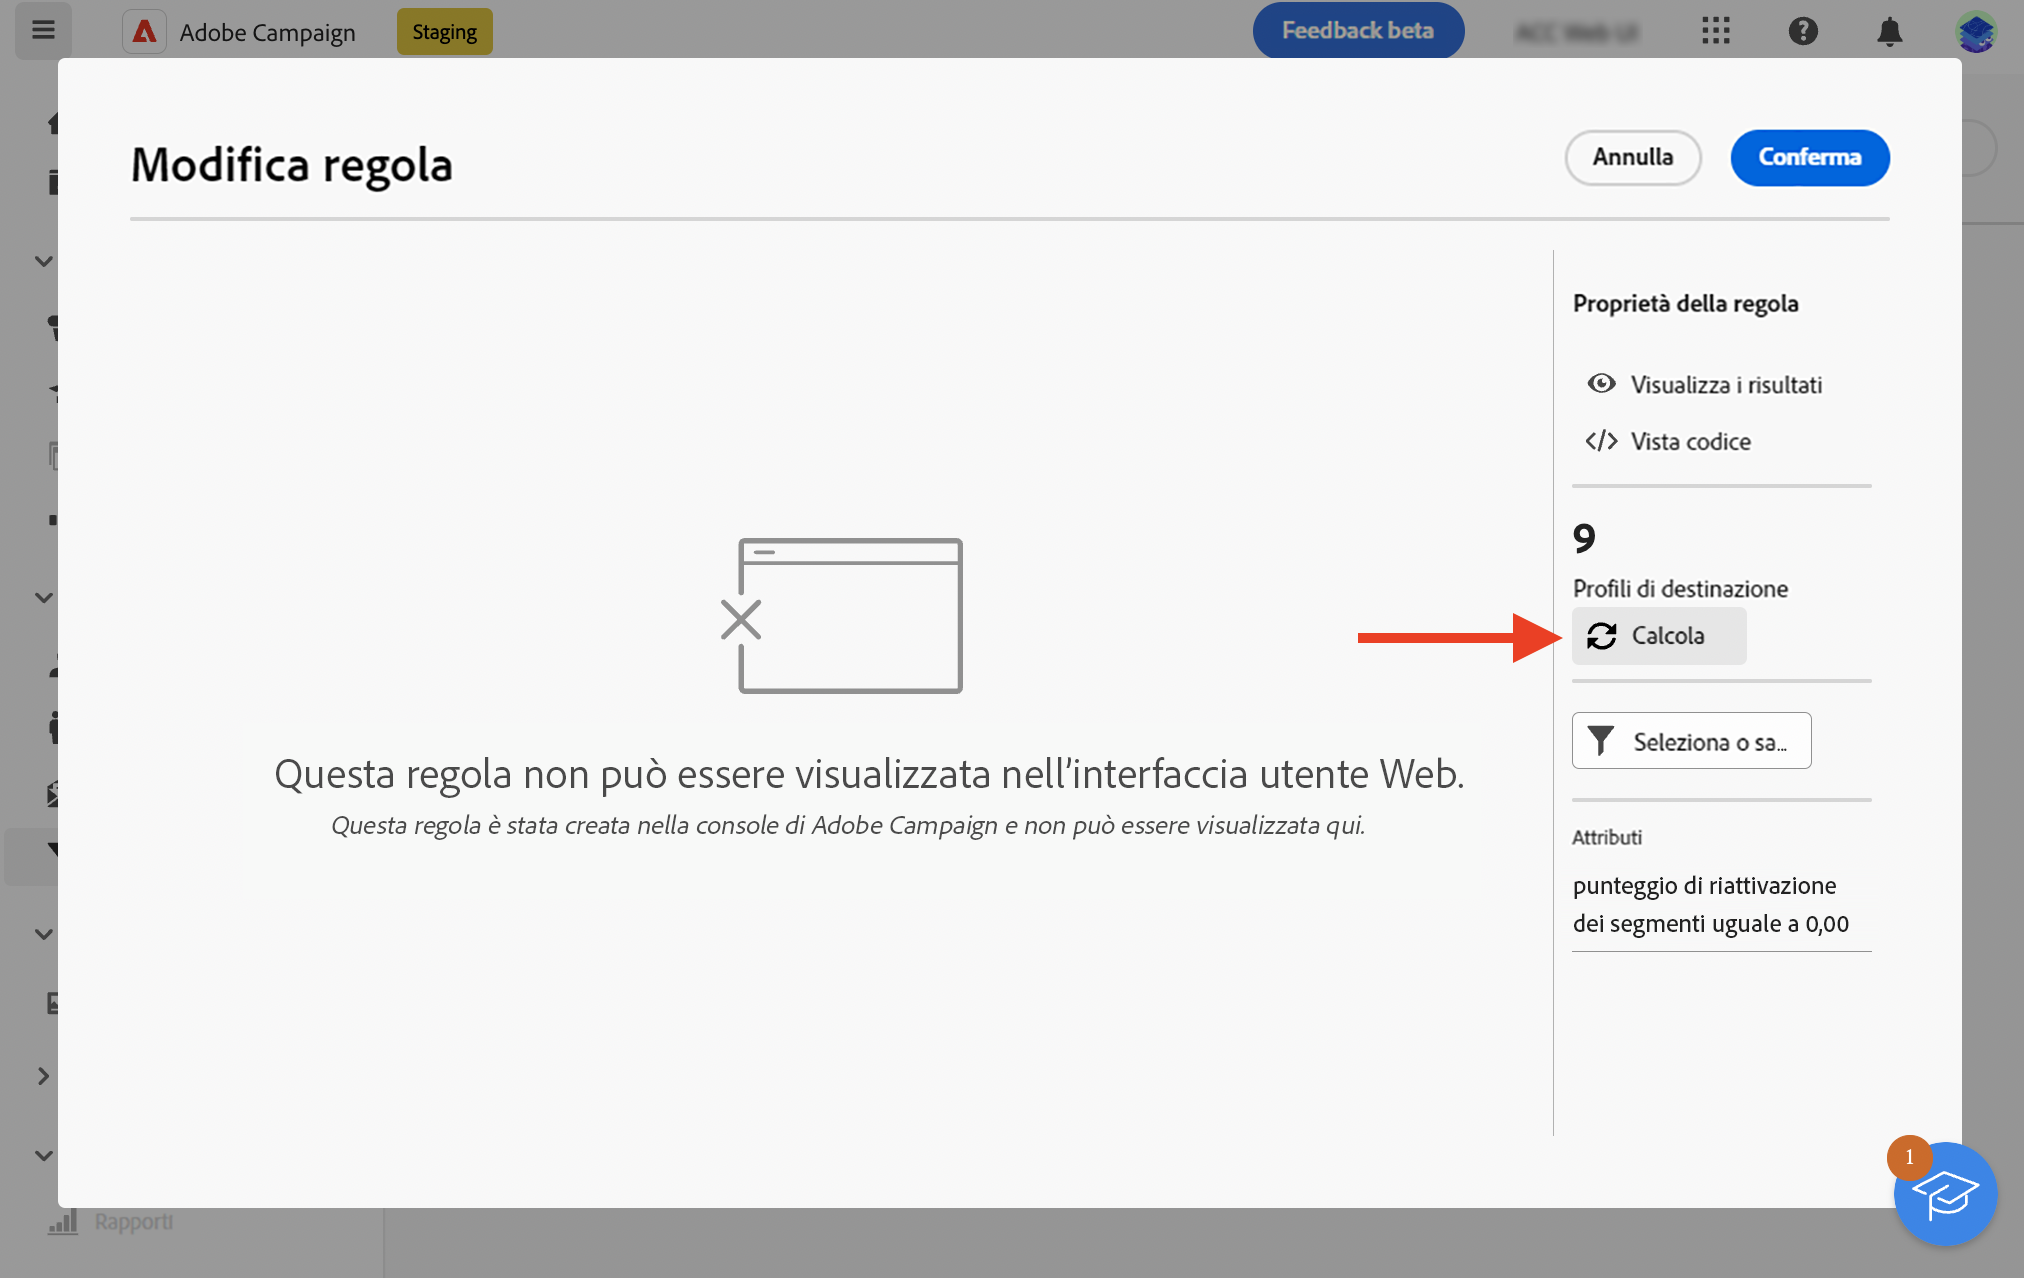 Adobe Campaign
Staging
Feedback beta
Modifica regola
Annulla
Conferma
Proprietà della regola
Visualizza i risultati
Vista codice
9
Profili di destinazione
Calcola
Seleziona o sa...
Questa regola non può essere visualizzata nell'interfaccia utente Web.
Questa regola è stata creata nella console di Adobe Campaign e non può essere visualizzata qui.
Attributi
punteggio di riattivazione
dei segmenti uguale a 0,00
1
Rapporti